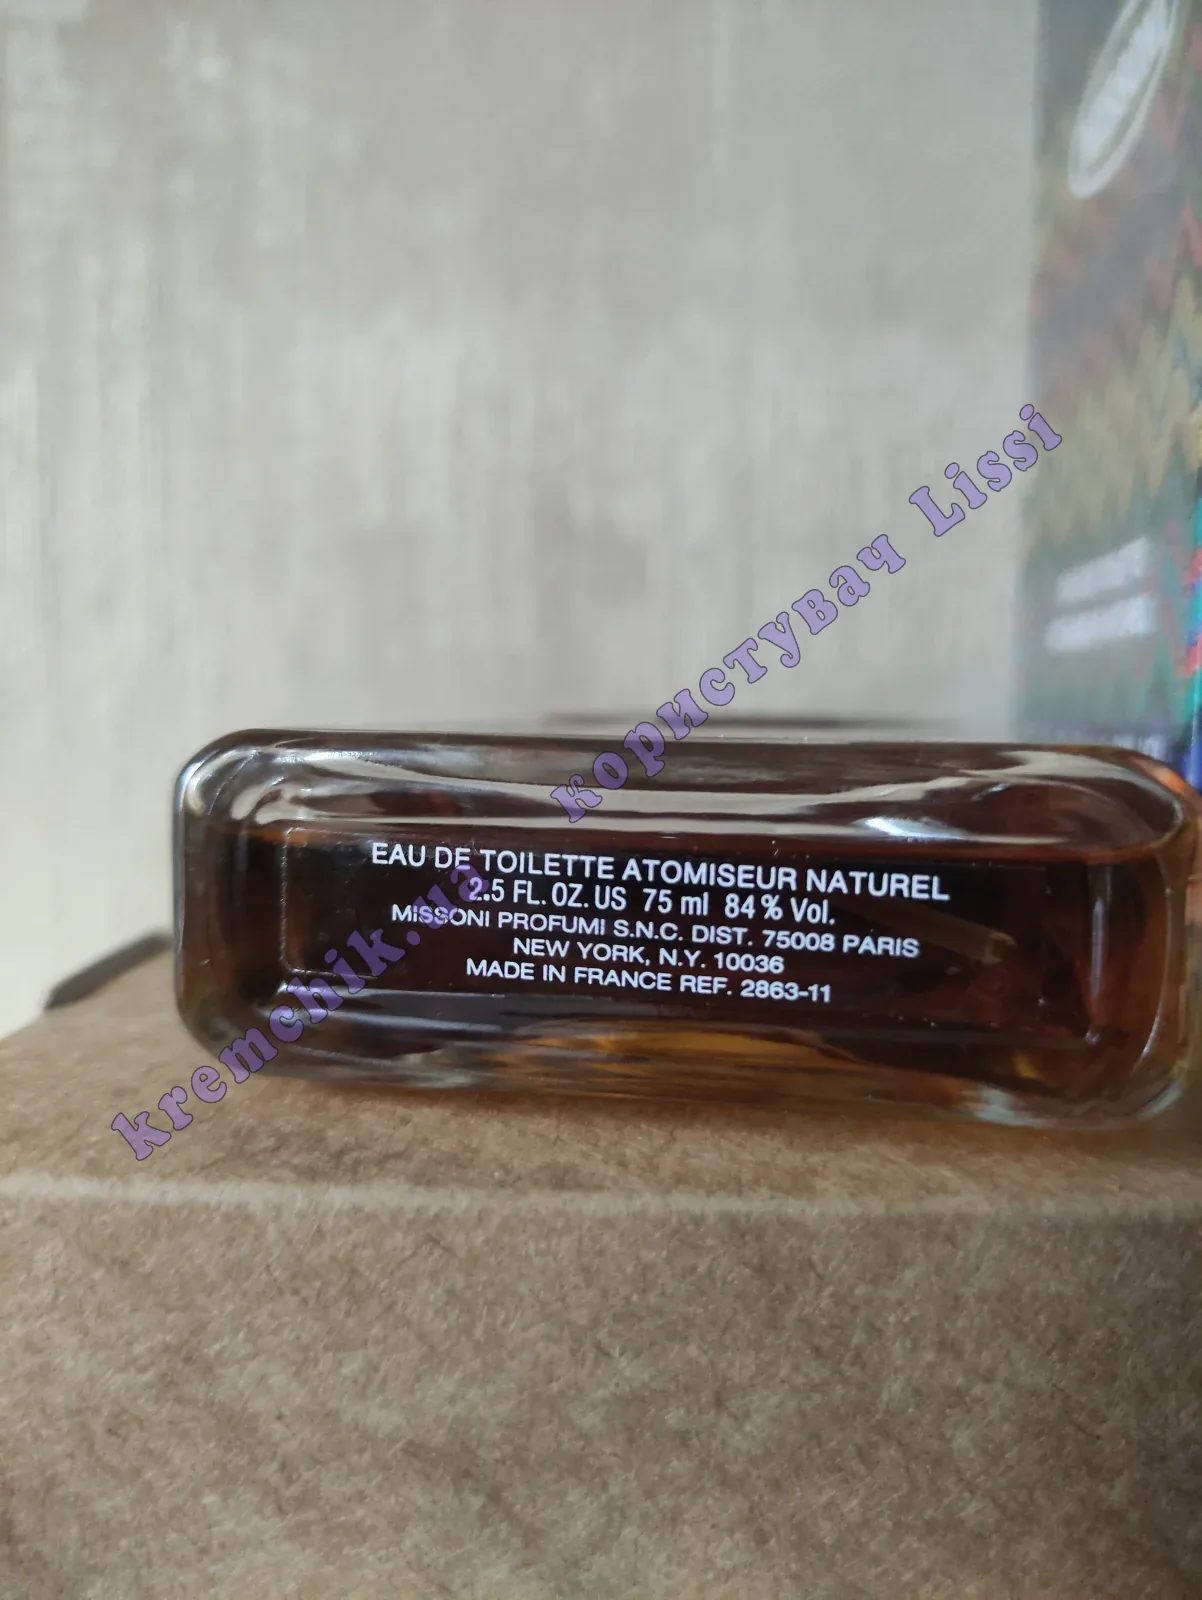 EAU DE TOILETTE ATOMISEUR NATUREL
2.5 FL. OZ. US 75 ml 84% Vol.
MISSONI PROFUMI S.N.C. DIST. 75008 PARIS
NEW YORK, N.Y. 10036
MADE IN FRANCE REF. 2863-11
kremchik.ua користувач Lissi